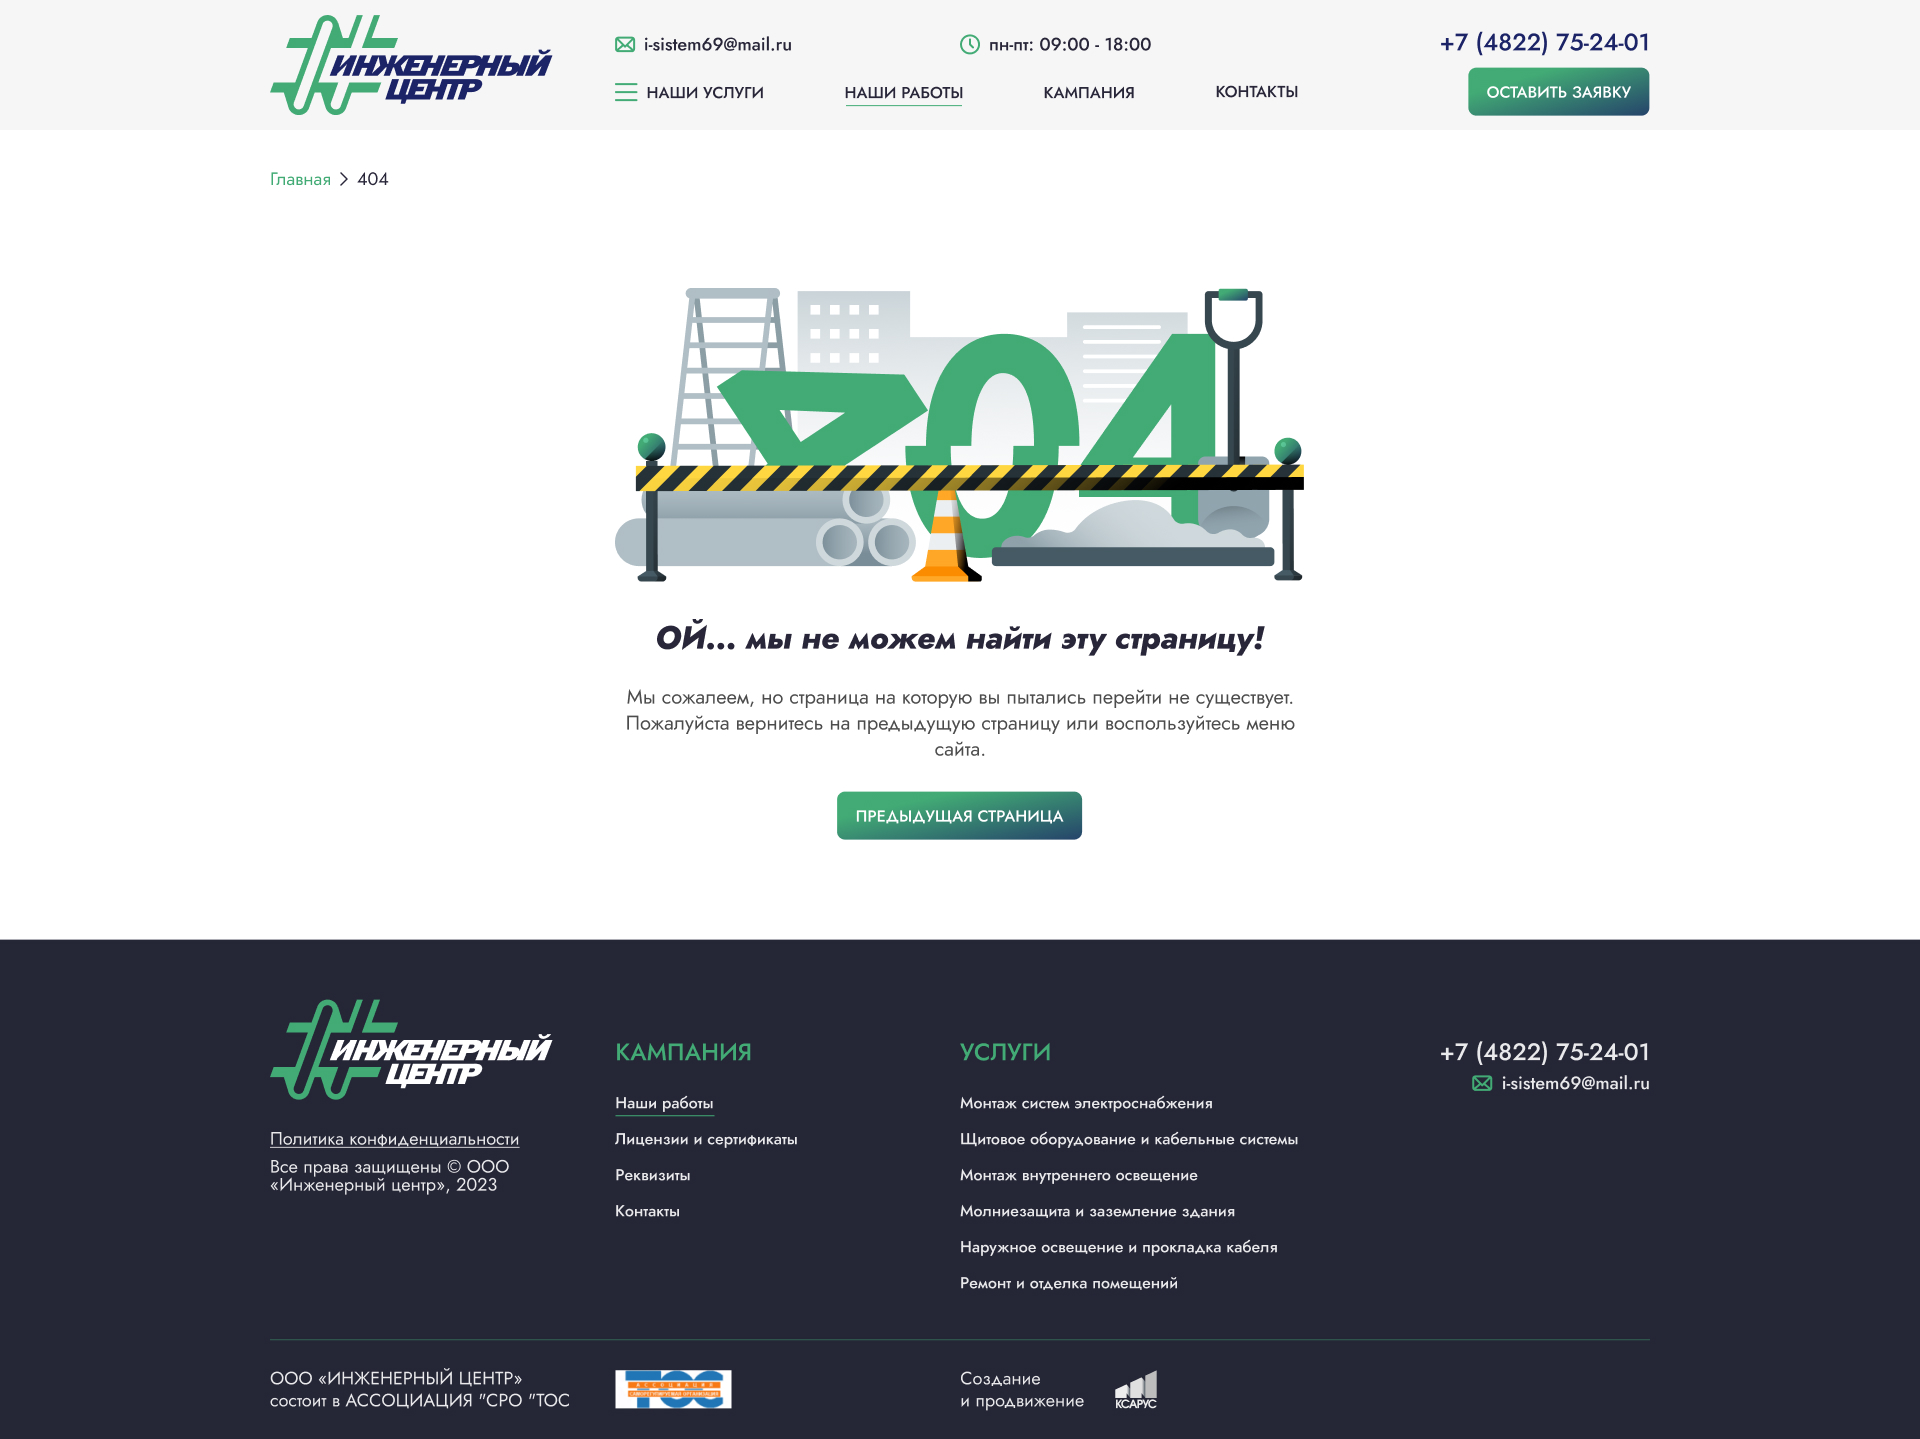 ИНЖЕНЕРНЫЙ
ЦЕНТР
i-sistem69@mail.ru
пн-пт: 09:00 - 18:00
+7 (4822) 75-24-01
НАШИ УСЛУГИ
НАШИ РАБОТЫ
КАМПАНИЯ
КОНТАКТЫ
ОСТАВИТЬ ЗАЯВКУ
Главная
404
404
ОЙ... мы не можем найти эту страницу!
Мы сожалеем, но страница на которую вы пытались перейти не существует.
Пожалуйста вернитесь на предыдущую страницу или воспользуйтесь меню
сайта.
ПРЕДЫДУЩАЯ СТРАНИЦА
ИНЖЕНЕРНЫЙ
ЦЕНТР
Политика конфиденциальности
Все права защищены © ООО
«Инженерный центр», 2023
КАМПАНИЯ
Наши работы
Лицензии и сертификаты
Реквизиты
Контакты
УСЛУГИ
Монтаж систем электроснабжения
Щитовое оборудование и кабельные системы
Монтаж внутреннего освещение
Молниезащита и заземление здания
Наружное освещение и прокладка кабеля
Ремонт и отделка помещений
+7 (4822) 75-24-01
i-sistem69@mail.ru
ООО «ИНЖЕНЕРНЫЙ ЦЕНТР»
состоит в АССОЦИАЦИЯ "СРО "ТОС
ТОС
АССОЦИАЦИЯ
САМОРЕГУЛИРУЕМАЯ ОРГАНИЗАЦИЯ
Создание
и продвижение
КСАРУС